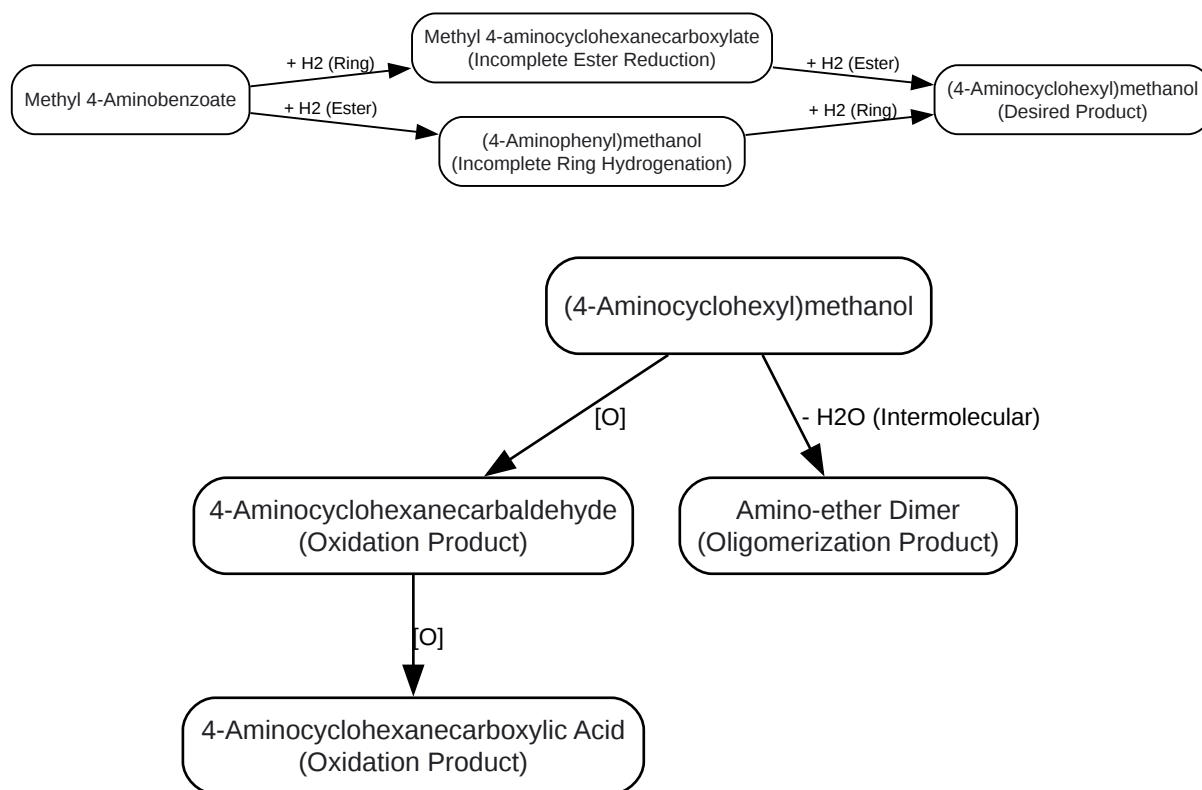 Methyl 4-Aminobenzoate
+ H2 (Ring)
+ H2 (Ester)
Methyl 4-aminocyclohexanecarboxylate
(Incomplete Ester Reduction)
(4-Aminophenyl)methanol
(Incomplete Ring Hydrogenation)
+ H2 (Ester)
+ H2 (Ring)
(4-Aminocyclohexyl)methanol
(Desired Product)
(4-Aminocyclohexyl)methanol
[O]
- H2O (Intermolecular)
4-Aminocyclohexanecarbaldehyde
(Oxidation Product)
Amino-ether Dimer
(Oligomerization Product)
[O]
4-Aminocyclohexanecarboxylic Acid
(Oxidation Product)